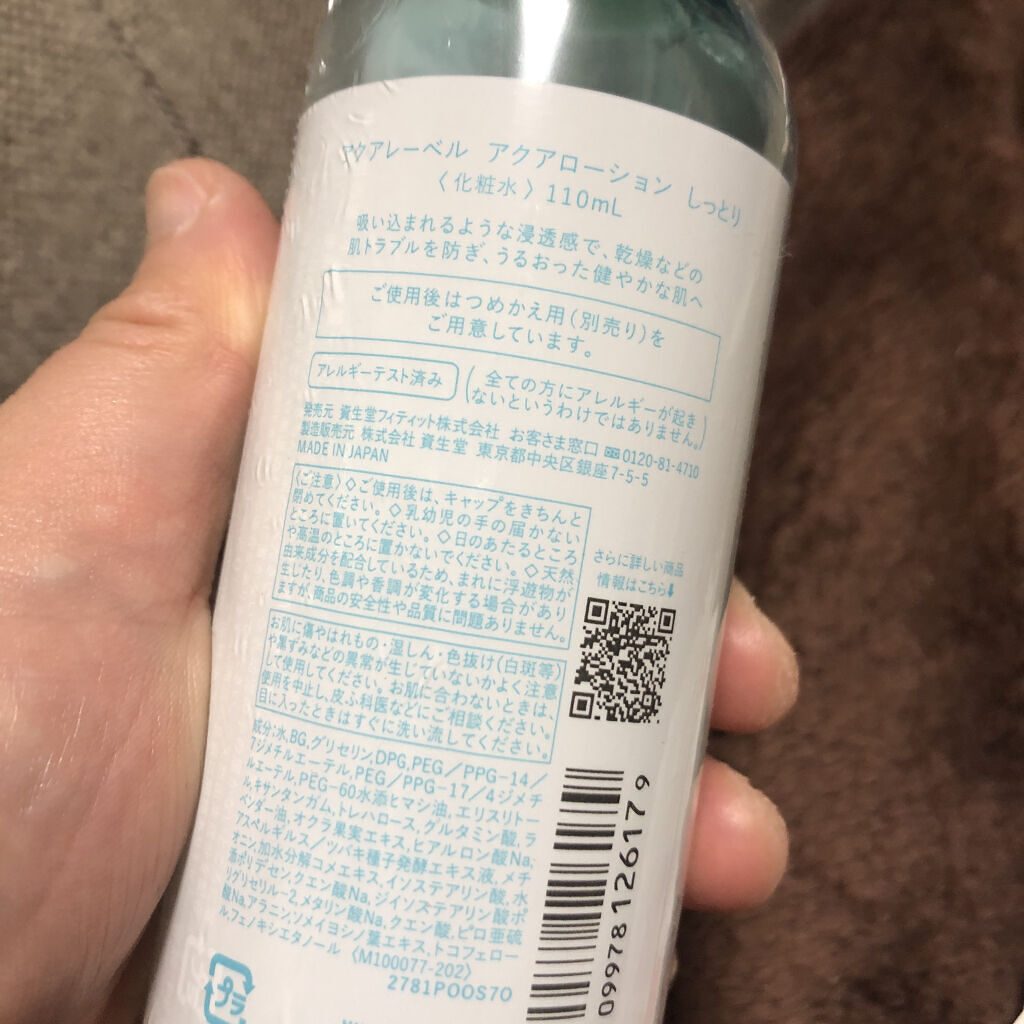 アクアレーベル アクアローション しっとり
〈化粧水〉110mL
吸い込まれるような浸透感で、乾燥などの
肌トラブルを防ぎ、うるおった健やかな肌へ
ご使用後はつめかえ用(別売り)を
ご用意しています。
アレルギーテスト済み
(全ての方にアレルギーが起き
ないというわけではありません。)
発売元 資生堂フィティット株式会社 お客さま窓口 0120-81-4710
製造販売元 株式会社 資生堂 東京都中央区銀座7-5-5
MADE IN JAPAN
〈ご注意〉◇ご使用後は、キャップをきちんと
閉めてください。◇乳幼児の手の届かない
ところに置いてください。◇日のあたるところ
や高温のところに置かないでください。◇天然
由来成分を配合しているため、まれに浮遊物が
生じたり、色調や香調が変化する場合があり
ますが、商品の安全性や品質に問題ありません。
お肌に傷やはれもの・湿しん・色抜け(白斑等)
や黒ずみなどの異常が生じていないかよく注意
して使用してください。お肌に合わないときは、
使用を中止し、皮ふ科医などにご相談ください。
目に入ったときはすぐに洗い流してください。
さらに詳しい商品
情報はこちら↓
成分:水,BG,グリセリン,DPG,PEG/PPG-14/
7ジメチルエーテル,PEG/PPG-17/4ジメチ
ルエーテル,PEG-60水添ヒマシ油,エリスリトー
ル,キサンタンガム,トレハロース,グルタミン酸,ラ
ベンダー油,オクラ果実エキス,ヒアルロン酸Na,
アスペルギルス/ツバキ種子発酵エキス液,メチ
オニン,加水分解コメエキス,イソステアリン酸,水
添ポリデセン,クエン酸Na,ジイソステアリン酸ポ
リグリセリル-2,メタリン酸Na,クエン酸,ピロ亜硫
酸Na,アラニン,ソメイヨシノ葉エキス,トコフェロー
ル,フェノキシエタノール〈M100077-202〉
2781POOS70
099781261 79
プラ